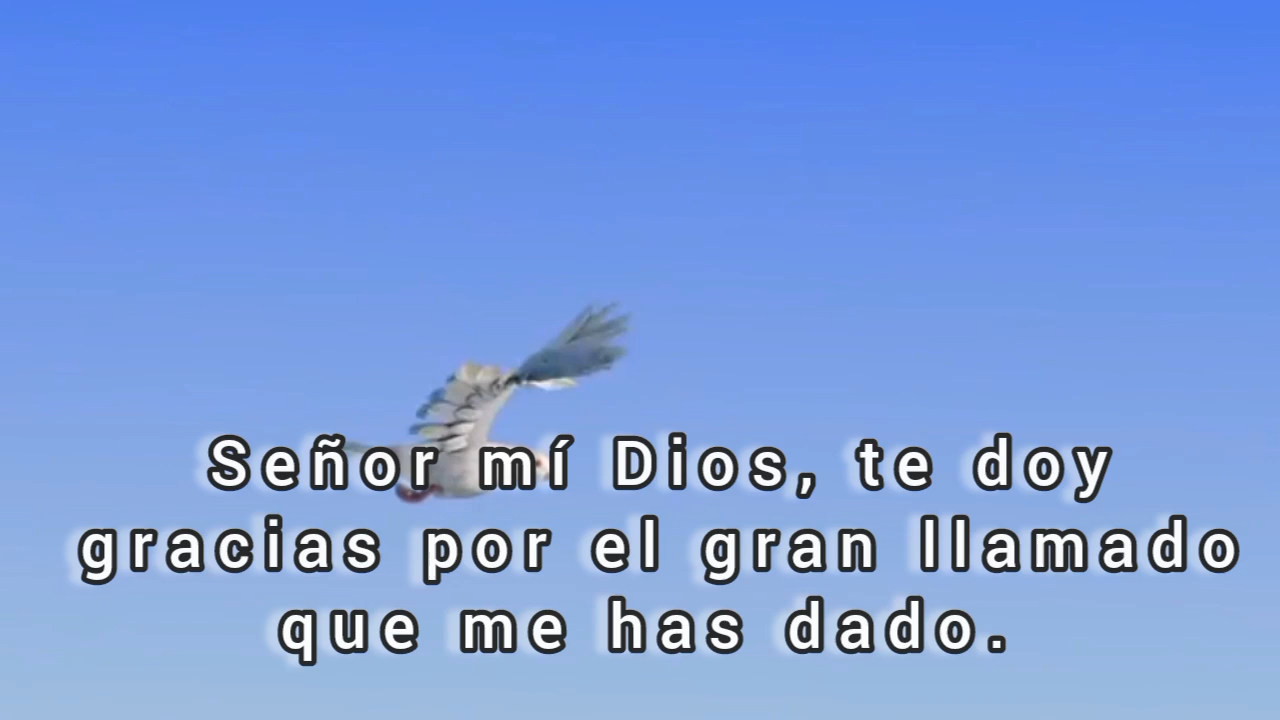 Señor mí Dios, te doy
gracias por el gran llamado
que me has dado.